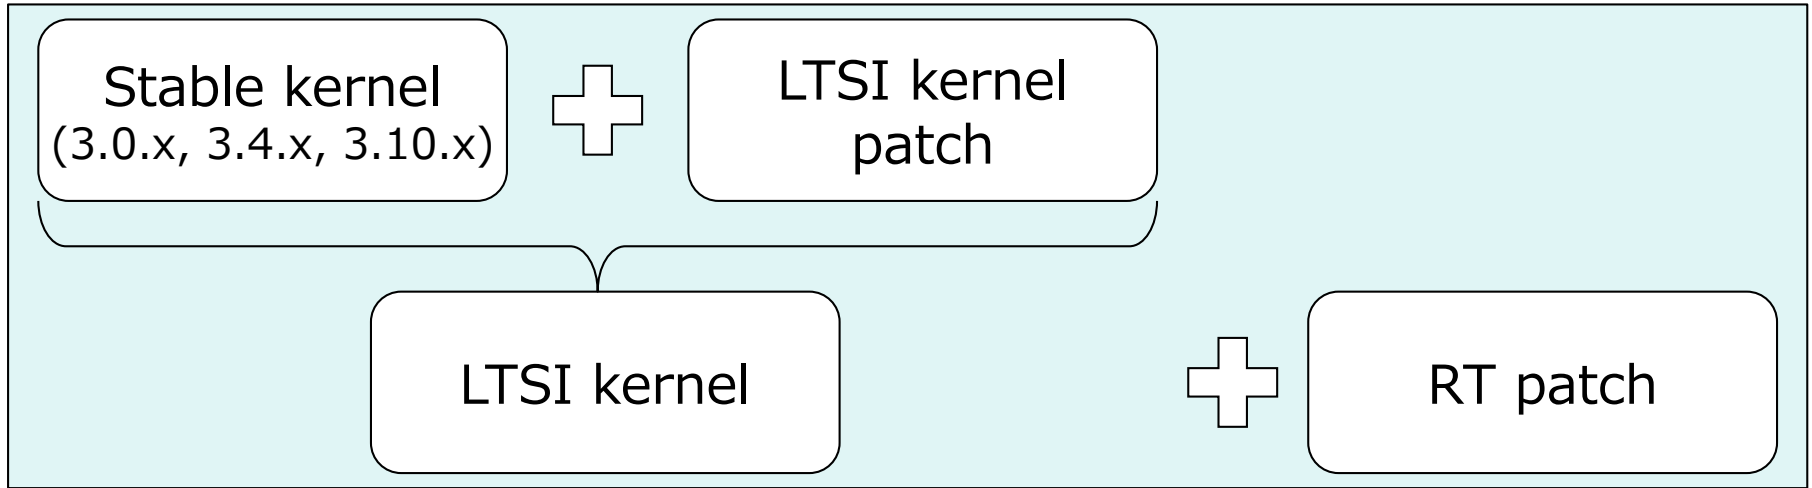 Stable kernel
(3.0.x, 3.4.x, 3.10.x)
LTSI kernel
patch
LTSI kernel
RT patch